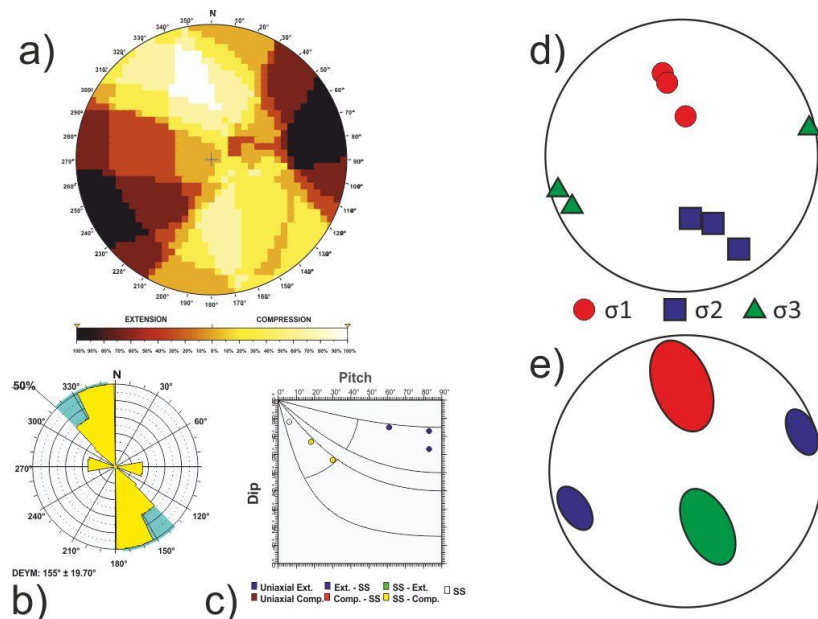 a)
N
350° 10°
340° 20°
330° 30°
320° 40°
310° 50°
300° 60°
290° 70°
280° 80°
270° 90°
260° 100°
250° 110°
240° 120°
230° 130°
220° 140°
210° 150°
200° 190° 180° 170° 160°
EXTENSION COMPRESSION
100% 90% 80% 70% 60% 50% 40% 30% 20% 10% 0% 10% 20% 30% 40% 50% 60% 70% 80% 90% 100%
N
50%
330° 30°
300° 60°
270°
240° 120°
210° 150°
180°
DEYM: 155° ± 19.70°
b)
Pitch
0° 10° 20° 30° 40° 50° 60° 70° 80° 90°
Dip
Uniaxial Ext. Ext. - SS SS - Ext. SS
Uniaxial Comp. Comp. - SS SS - Comp.
c)
d)
σ1 σ2 σ3
e)